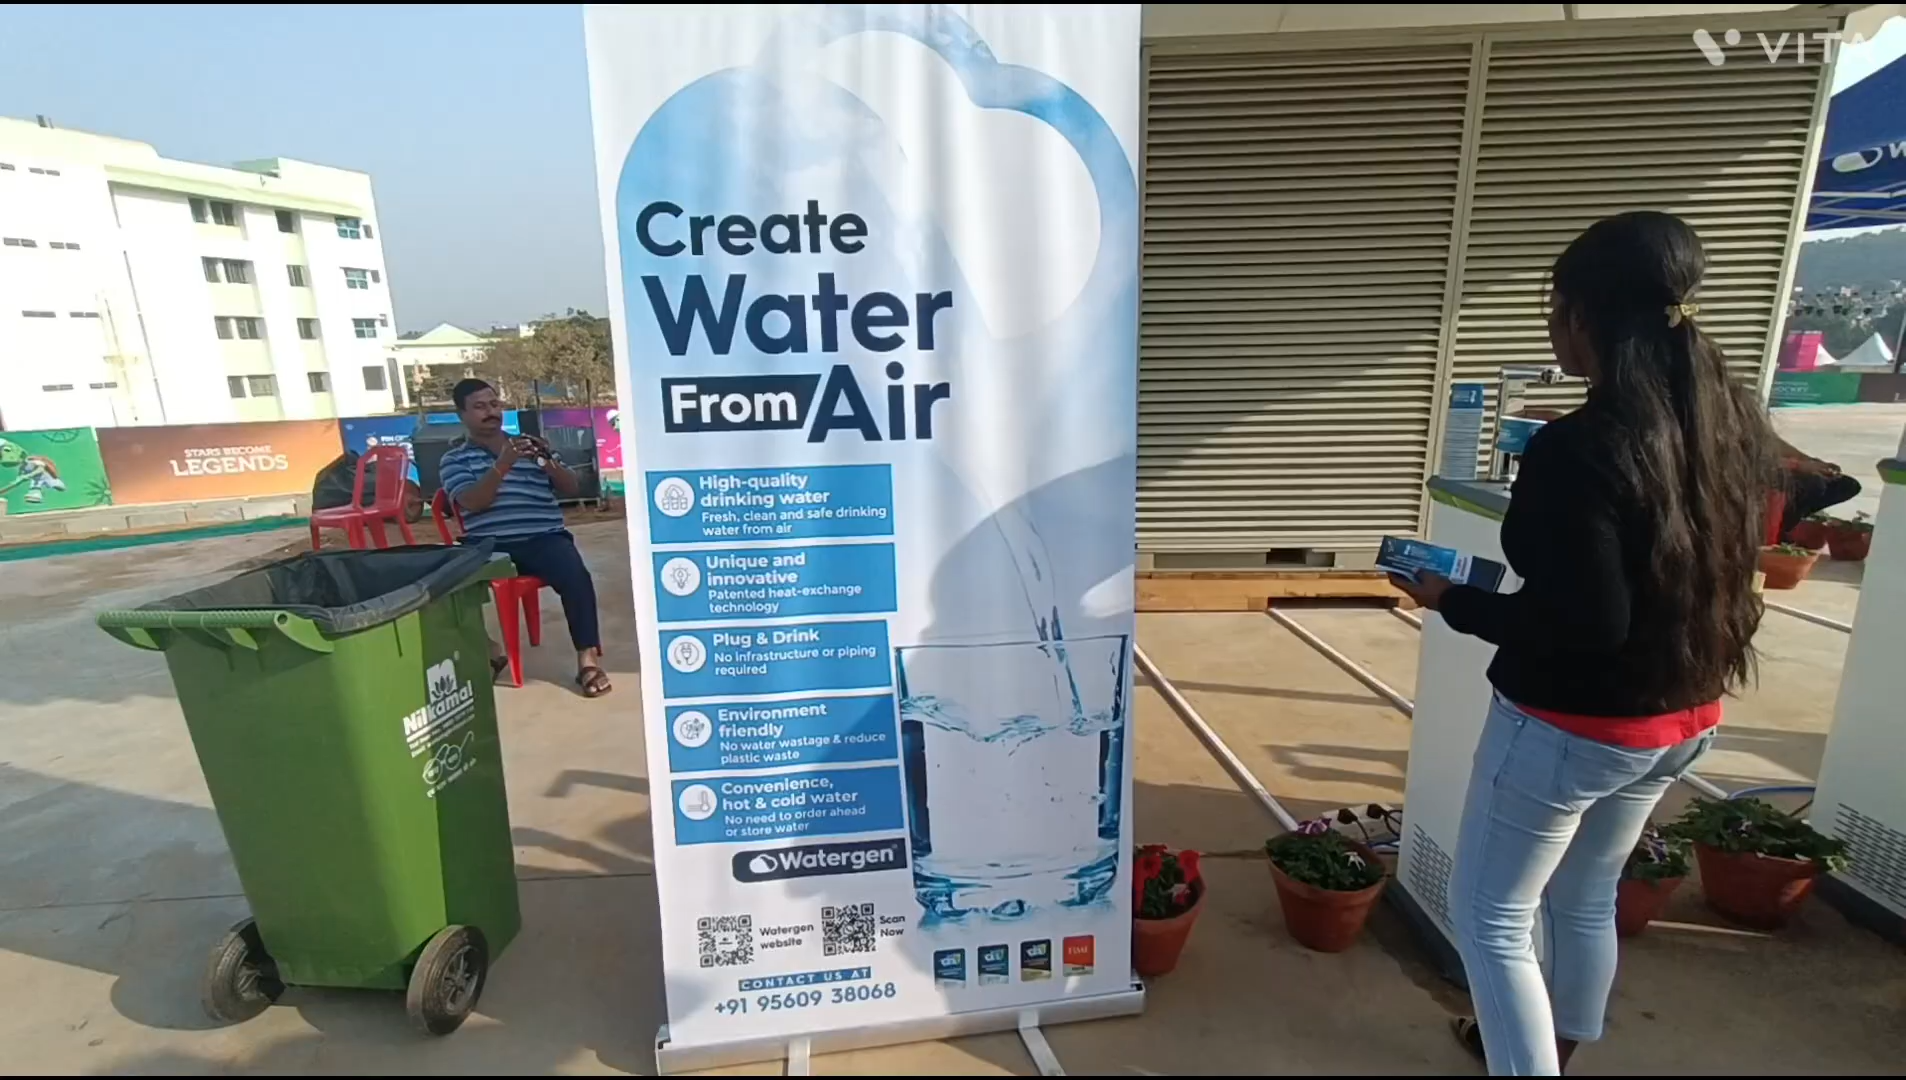 VITA
Create
Water
From Air
High-quality
drinking water
Fresh, clean and safe drinking
water from air
Unique and
innovative
Patented heat-exchange
technology
Plug & Drink
No infrastructure or piping
required
Environment
friendly
No water wastage & reduce
plastic waste
Convenience,
hot & cold water
No need to order ahead
or store water
Watergen
Watergen
website
Scan
Now
CONTACT US AT
+91 95609 38068
STARS BECOME
LEGENDS
Nilkamal